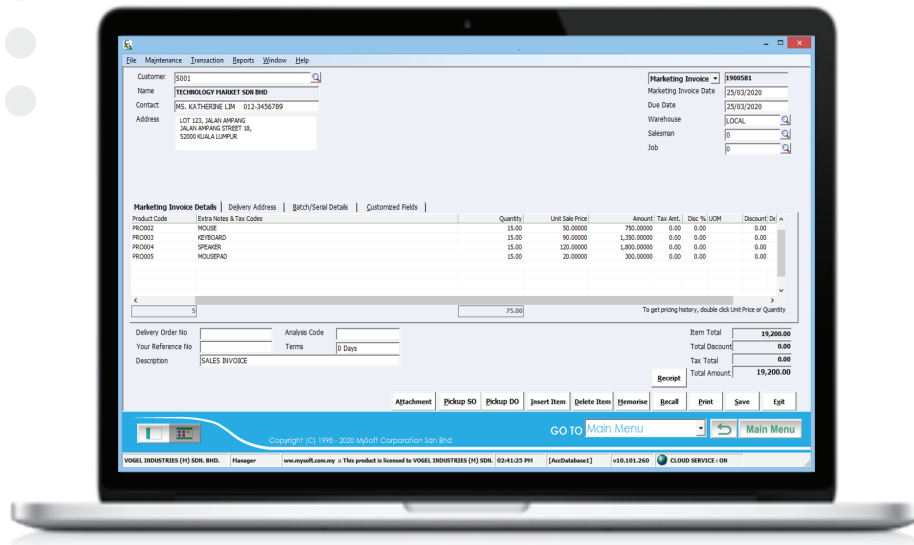 File Maintenance Transaction Reports Window Help
Customer S001 Marketing Invoice 1900581
Name TECHNOLOGY MARKET SDN BHD Marketing Invoice Date 25/03/2020
Contact MS. KATHERINE LIM 012-3456789 Due Date 25/03/2020
Address LOT 123, JALAN AMPANG Warehouse LOCAL
JALAN AMPANG STREET 18,
52000 KUALA LUMPUR Salesman 0
Job 0
Marketing Invoice Details Delivery Address Batch/Serial Details Customized Fields
Product Code Extra Notes & Tax Codes Quantity Unit Sale Price Amount Tax Amt. Disc % UOM Discount De
PRO002 MOUSE 15.00 50.00000 750.00000 0.00 0.00 0.00
PRO003 KEYBOARD 15.00 90.00000 1,350.00000 0.00 0.00 0.00
PRO004 SPEAKER 15.00 120.00000 1,800.00000 0.00 0.00 0.00
PRO005 MOUSEPAD 15.00 20.00000 300.00000 0.00 0.00 0.00
5 75.00 To get pricing history, double click Unit Price or Quantity
Delivery Order No Analysis Code Item Total 19,200.00
Your Reference No Terms 0 Days Total Discount 0.00
Description SALES INVOICE Tax Total 0.00
Receipt Total Amount 19,200.00
Attachment Pickup SO Pickup DO Insert Item Delete Item Memorise Recall Print Save Exit
GO TO Main Menu Main Menu
Copyright (C) 1998 - 2020 MySoft Corporation Sdn Bhd
VOGEL INDUSTRIES (M) SDN. BHD. Manager ww.mysoft.com.my :: This product is licensed to VOGEL INDUSTRIES (M) SDN. 02:41:25 PM [AccDatabase1] v10.101.260 CLOUD SERVICE : ON